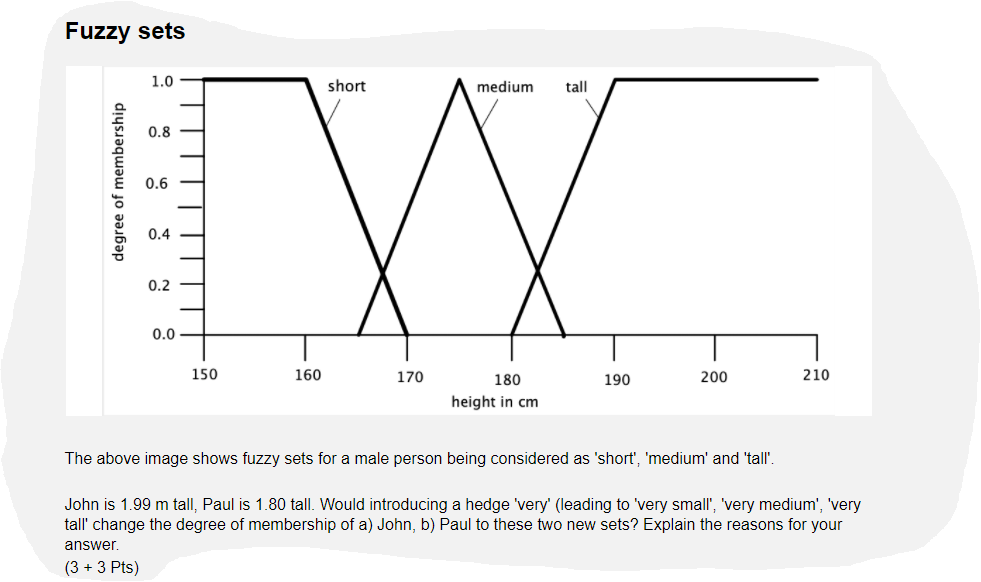 Fuzzy sets
1.0
short
medium
tall
0.8
0.6
0.4
0.2
0.0
degree of membership
150
160
170
180
190
200
210
height in cm
The above image shows fuzzy sets for a male person being considered as 'short', 'medium' and 'tall'.
John is 1.99 m tall, Paul is 1.80 tall. Would introducing a hedge 'very' (leading to 'very small', 'very medium', 'very
tall' change the degree of membership of a) John, b) Paul to these two new sets? Explain the reasons for your
answer.
(3 + 3 Pts)